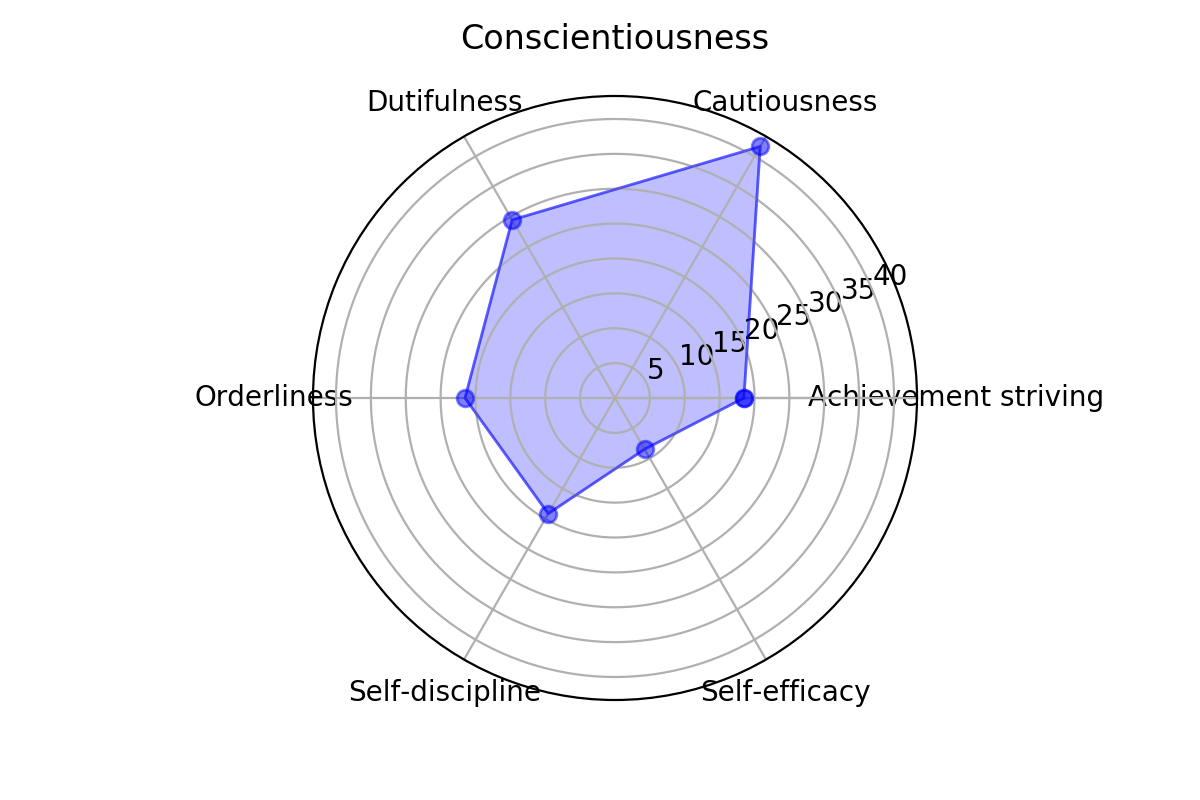 Conscientiousness
Dutifulness
Cautiousness
40
35
30
25
20
15
10
5
Orderliness
Achievement striving
Self-discipline
Self-efficacy